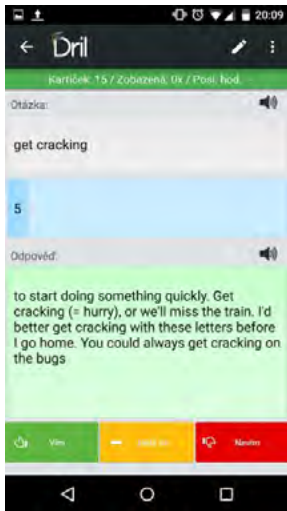 20:09
Dril
Kartiček: 15 / Zobazená, 0x / Posl. hod.
Otázka:
get cracking
5
Odpověď:
to start doing something quickly. Get
cracking (= hurry), or we'll miss the train. I'd
better get cracking with these letters before
I go home. You could always get cracking on
the bugs
Vím
Nevím